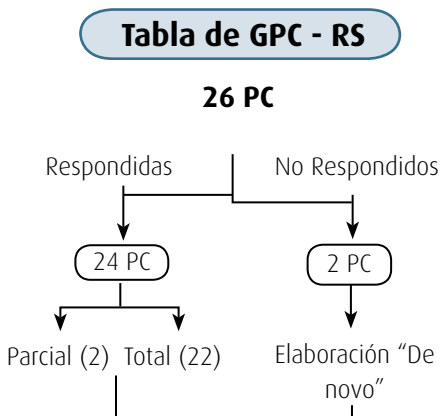 Tabla de GPC - RS
26 PC
Respondidas
No Respondidos
24 PC
2 PC
Parcial (2) Total (22)
Elaboración “De
novo”